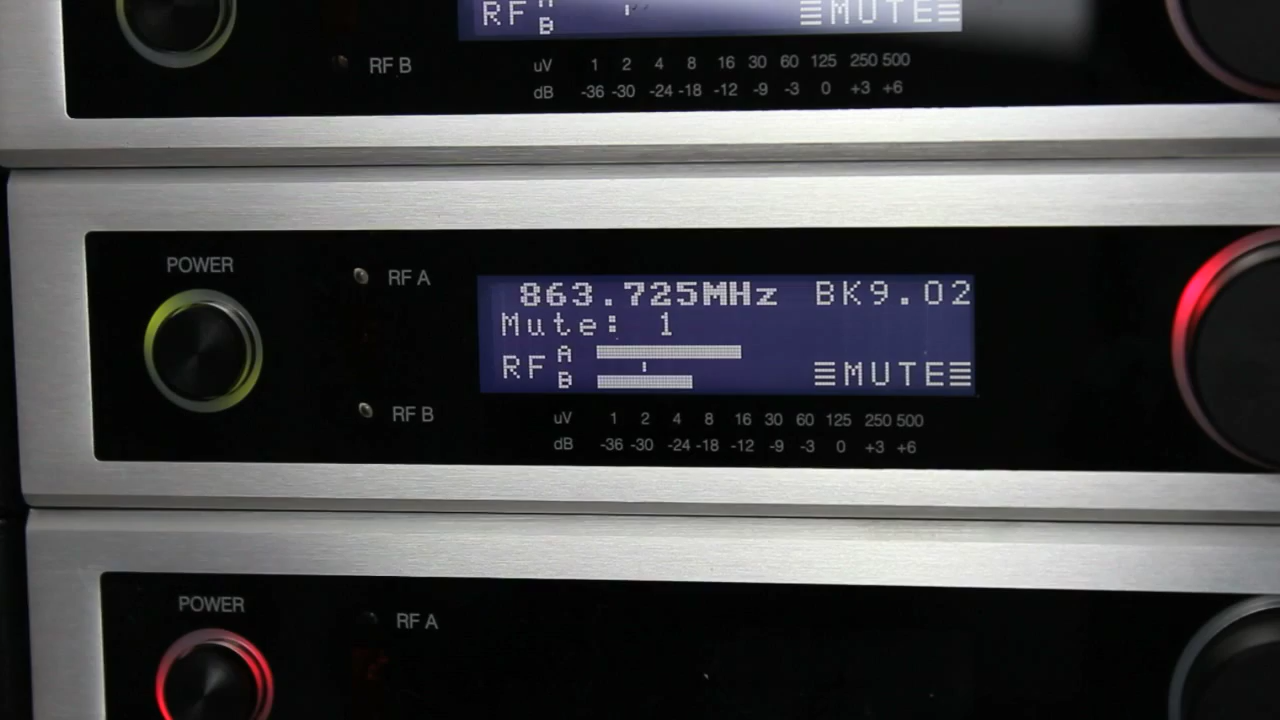 RF A
B
≡MUTE≡
RF B
uV 1 2 4 8 16 30 60 125 250 500
dB -36 -30 -24 -18 -12 -9 -3 0 +3 +6
POWER
RF A
863.725MHz BK9.02
Mute: 1
RF A
B
≡MUTE≡
RF B
uV 1 2 4 8 16 30 60 125 250 500
dB -36 -30 -24 -18 -12 -9 -3 0 +3 +6
POWER
RF A